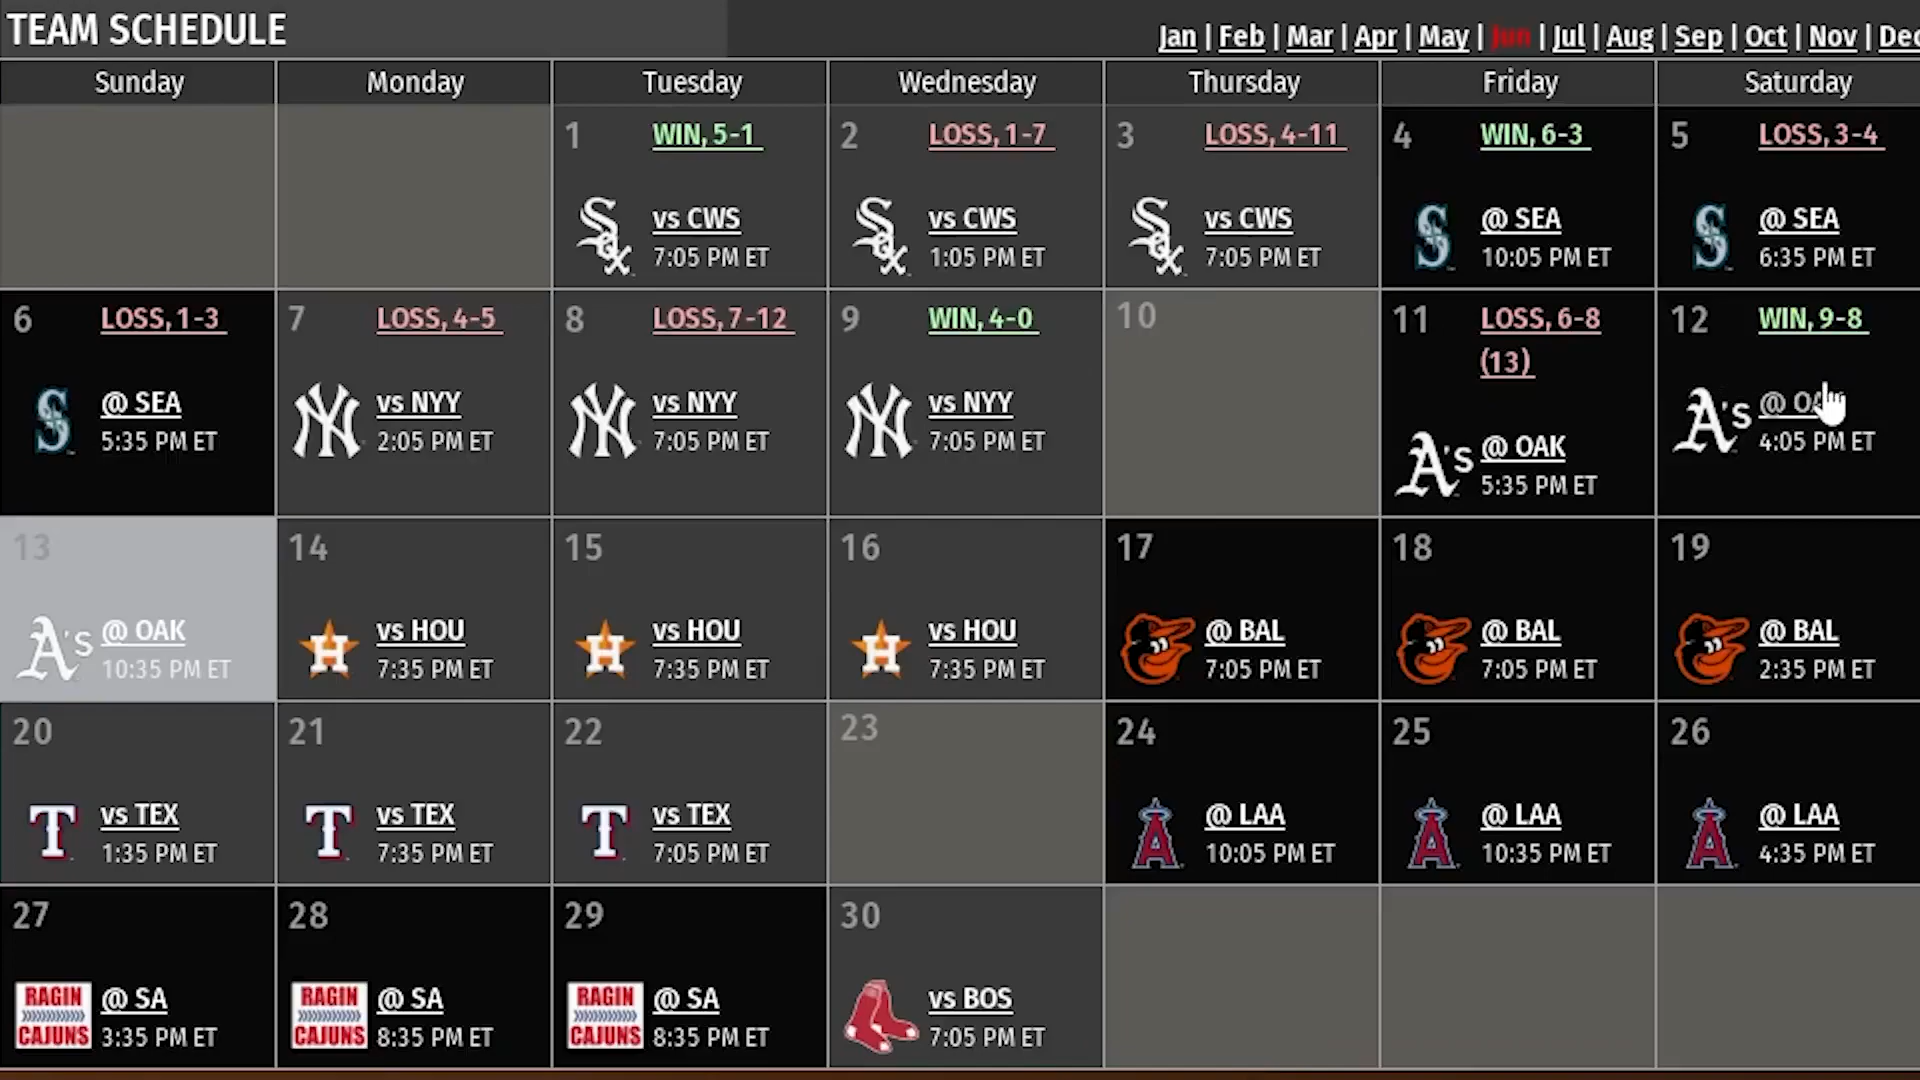 TEAM SCHEDULE
Jan | Feb | Mar | Apr | May | Jun | Jul | Aug | Sep | Oct | Nov | Dec
Sunday Monday Tuesday Wednesday Thursday Friday Saturday
1 WIN, 5-1
vs CWS
7:05 PM ET
2 LOSS, 1-7
vs CWS
1:05 PM ET
3 LOSS, 4-11
vs CWS
7:05 PM ET
4 WIN, 6-3
@ SEA
10:05 PM ET
5 LOSS, 3-4
@ SEA
6:35 PM ET
6 LOSS, 1-3
@ SEA
5:35 PM ET
7 LOSS, 4-5
vs NYY
2:05 PM ET
8 LOSS, 7-12
vs NYY
7:05 PM ET
9 WIN, 4-0
vs NYY
7:05 PM ET
10
11 LOSS, 6-8
(13)
A's @ OAK
5:35 PM ET
12 WIN, 9-8
A's @ OA
4:05 PM ET
13
A's @ OAK
10:35 PM ET
14
H vs HOU
7:35 PM ET
15
H vs HOU
7:35 PM ET
16
H vs HOU
7:35 PM ET
17
@ BAL
7:05 PM ET
18
@ BAL
7:05 PM ET
19
@ BAL
2:35 PM ET
20
T vs TEX
1:35 PM ET
21
T vs TEX
7:35 PM ET
22
T vs TEX
7:05 PM ET
23
24
A @ LAA
10:05 PM ET
25
A @ LAA
10:35 PM ET
26
A @ LAA
4:35 PM ET
27
RAGIN CAJUNS @ SA
3:35 PM ET
28
RAGIN CAJUNS @ SA
8:35 PM ET
29
RAGIN CAJUNS @ SA
8:35 PM ET
30
vs BOS
7:05 PM ET